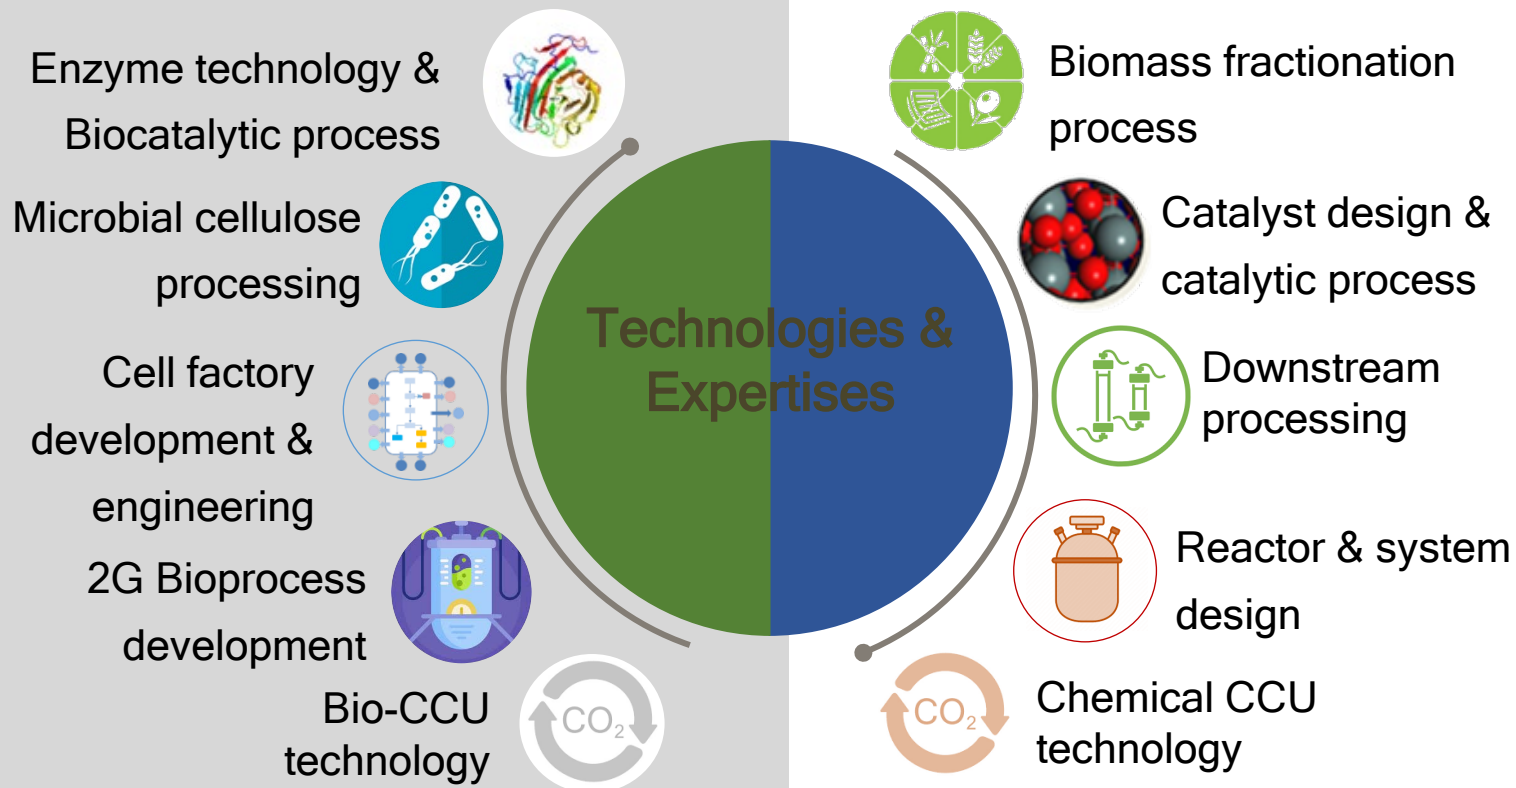 Enzyme technology &
Biocatalytic process
Microbial cellulose
processing
Cell factory
development &
engineering
2G Bioprocess
development
Bio-CCU
technology
CO₂
Technologies &
Expertises
Biomass fractionation
process
Catalyst design &
catalytic process
Downstream
processing
Reactor & system
design
CO₂
Chemical CCU
technology